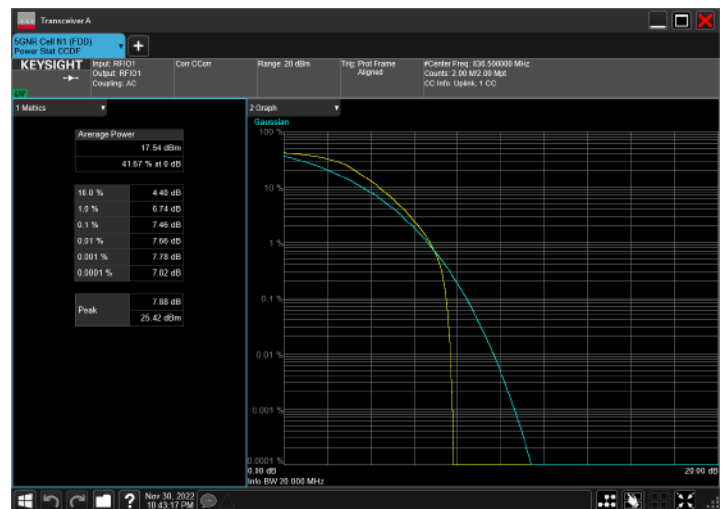 Transceiver A
5GNR Cell N1 (FDD)
Power Stat CCDF
KEYSIGHT
Input: RFIO1
Output: RFIO1
Coupling: AC
Corr CCorr
Range: 20 dBm
Trig: Prot Frame
Aligned
#Center Freq: 836.500000 MHz
Counts: 2.00 M/2.00 Mpt
CC Info: Uplink, 1 CC
1 Metrics
Average Power
17.54 dBm
41.67 % at 0 dB
10.0 % 4.40 dB
1.0 % 6.74 dB
0.1 % 7.46 dB
0.01 % 7.66 dB
0.001 % 7.78 dB
0.0001 % 7.82 dB
Peak
7.88 dB
25.42 dBm
2 Graph
Gaussian
100 %
10 %
1 %
0.1 %
0.01 %
0.001 %
0.0001 %
0.00 dB
20.00 dB
Info BW 20.000 MHz
Nov 30, 2022
10:43:17 PM